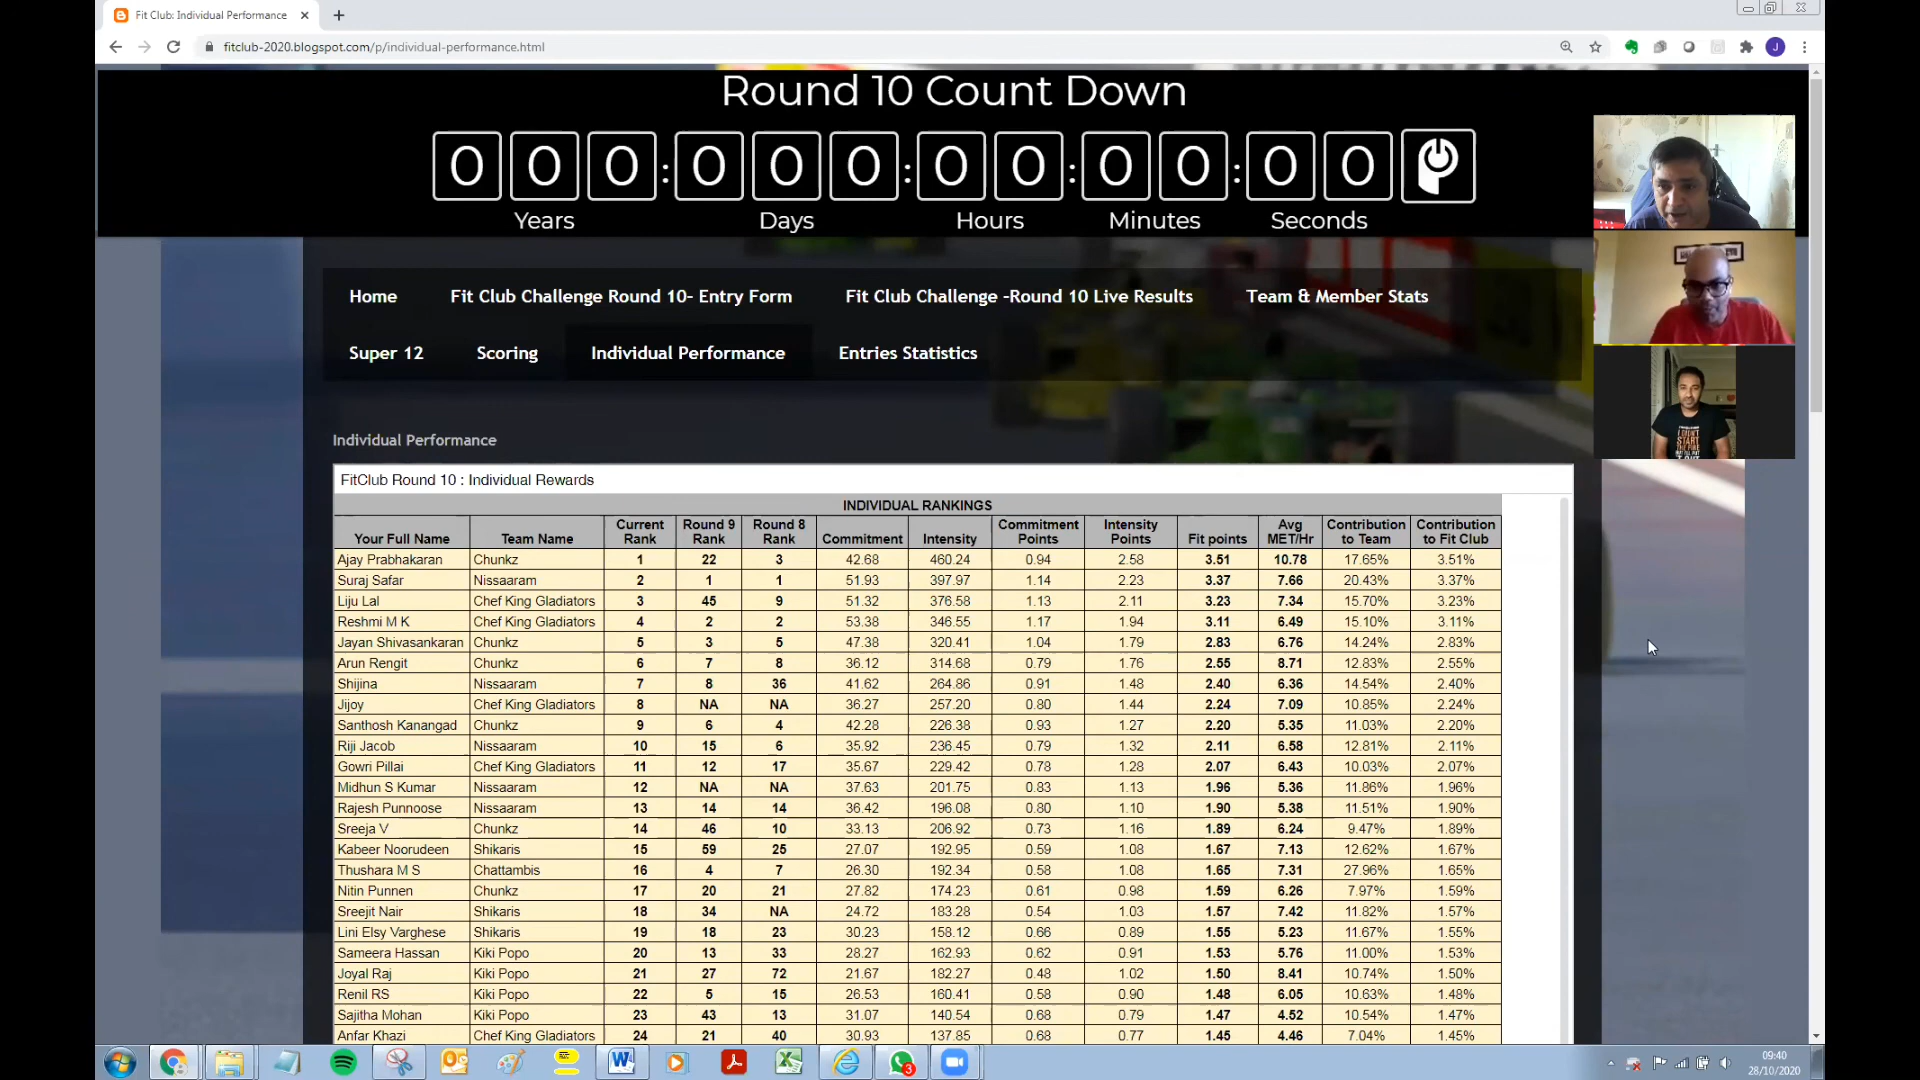 Fit Club: Individual Performance
fitclub-2020.blogspot.com/p/individual-performance.html
J
Round 10 Count Down
0 0 0 : 0 0 0 : 0 0 : 0 0 : 0 0
Years Days Hours Minutes Seconds
Home Fit Club Challenge Round 10- Entry Form Fit Club Challenge -Round 10 Live Results Team & Member Stats
Super 12 Scoring Individual Performance Entries Statistics
I DIDN'T
START
THE FIRE
Individual Performance
FitClub Round 10 : Individual Rewards
INDIVIDUAL RANKINGS
Your Full Name Team Name Current Rank Round 9 Rank Round 8 Rank Commitment Intensity Commitment Points Intensity Points Fit points Avg MET/Hr Contribution to Team Contribution to Fit Club
Ajay Prabhakaran Chunkz 1 22 3 42.68 460.24 0.94 2.58 3.51 10.78 17.65% 3.51%
Suraj Safar Nissaaram 2 1 1 51.93 397.97 1.14 2.23 3.37 7.66 20.43% 3.37%
Liju Lal Chef King Gladiators 3 45 9 51.32 376.58 1.13 2.11 3.23 7.34 15.70% 3.23%
Reshmi M K Chef King Gladiators 4 2 2 53.38 346.55 1.17 1.94 3.11 6.49 15.10% 3.11%
Jayan Shivasankaran Chunkz 5 3 5 47.38 320.41 1.04 1.79 2.83 6.76 14.24% 2.83%
Arun Rengit Chunkz 6 7 8 36.12 314.68 0.79 1.76 2.55 8.71 12.83% 2.55%
Shijina Nissaaram 7 8 36 41.62 264.86 0.91 1.48 2.40 6.36 14.54% 2.40%
Jijoy Chef King Gladiators 8 NA NA 36.27 257.20 0.80 1.44 2.24 7.09 10.85% 2.24%
Santhosh Kanangad Chunkz 9 6 4 42.28 226.38 0.93 1.27 2.20 5.35 11.03% 2.20%
Riji Jacob Nissaaram 10 15 6 35.92 236.45 0.79 1.32 2.11 6.58 12.81% 2.11%
Gowri Pillai Chef King Gladiators 11 12 17 35.67 229.42 0.78 1.28 2.07 6.43 10.03% 2.07%
Midhun S Kumar Nissaaram 12 NA NA 37.63 201.75 0.83 1.13 1.96 5.36 11.86% 1.96%
Rajesh Punnoose Nissaaram 13 14 14 36.42 196.08 0.80 1.10 1.90 5.38 11.51% 1.90%
Sreeja V Chunkz 14 46 10 33.13 206.92 0.73 1.16 1.89 6.24 9.47% 1.89%
Kabeer Noorudeen Shikaris 15 59 25 27.07 192.95 0.59 1.08 1.67 7.13 12.62% 1.67%
Thushara M S Chattambis 16 4 7 26.30 192.34 0.58 1.08 1.65 7.31 27.96% 1.65%
Nitin Punnen Chunkz 17 20 21 27.82 174.23 0.61 0.98 1.59 6.26 7.97% 1.59%
Sreejit Nair Shikaris 18 34 NA 24.72 183.28 0.54 1.03 1.57 7.42 11.82% 1.57%
Lini Elsy Varghese Shikaris 19 18 23 30.23 158.12 0.66 0.89 1.55 5.23 11.67% 1.55%
Sameera Hassan Kiki Popo 20 13 33 28.27 162.93 0.62 0.91 1.53 5.76 11.00% 1.53%
Joyal Raj Kiki Popo 21 27 72 21.67 182.27 0.48 1.02 1.50 8.41 10.74% 1.50%
Renil RS Kiki Popo 22 5 15 26.53 160.41 0.58 0.90 1.48 6.05 10.63% 1.48%
Sajitha Mohan Kiki Popo 23 43 13 31.07 140.54 0.68 0.79 1.47 4.52 10.54% 1.47%
Anfar Khazi Chef King Gladiators 24 21 40 30.93 137.85 0.68 0.77 1.45 4.46 7.04% 1.45%
3
09:40
28/10/2020